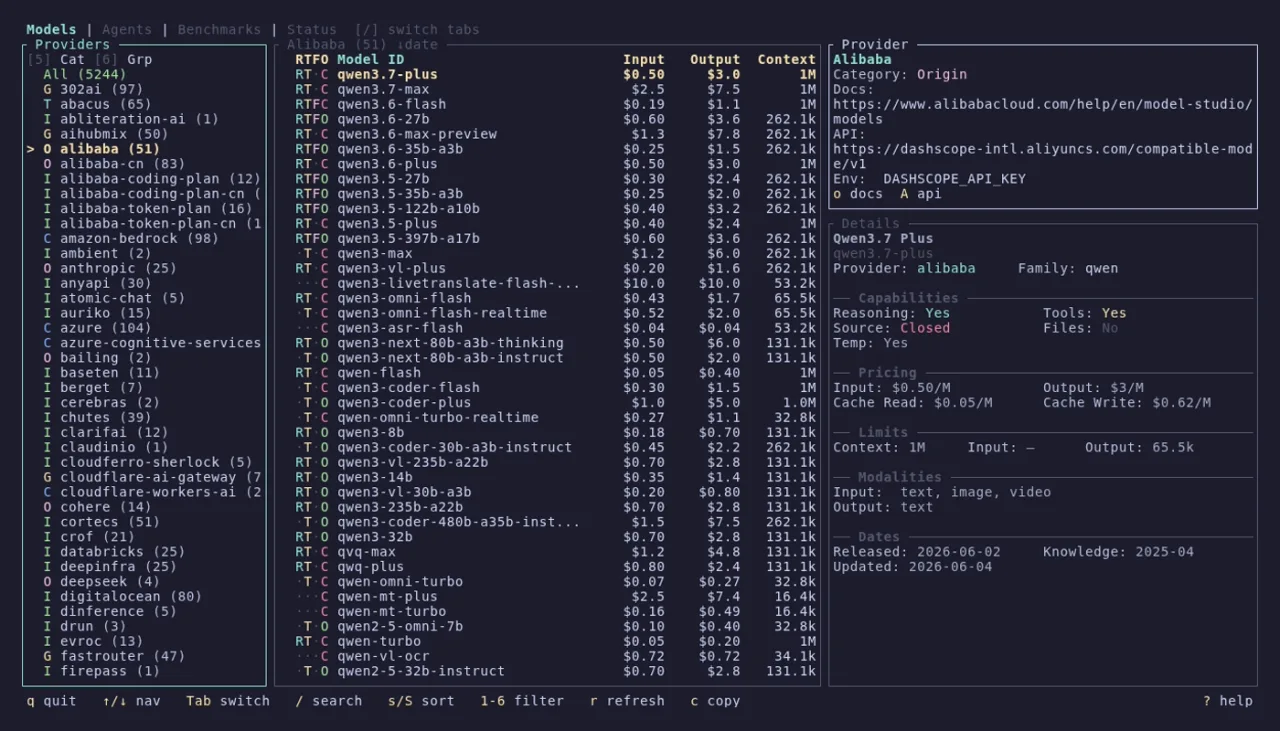 Models | Agents | Benchmarks | Status [/] switch tabs
Providers
[5] Cat [6] Grp
All (5244)
G 302ai (97)
T abacus (65)
I abliteration-ai (1)
G aihubmix (50)
> O alibaba (51)
O alibaba-cn (83)
I alibaba-coding-plan (12)
I alibaba-coding-plan-cn (
I alibaba-token-plan (16)
I alibaba-token-plan-cn (1
C amazon-bedrock (98)
I ambient (2)
O anthropic (25)
I anyapi (30)
I atomic-chat (5)
I auriko (15)
C azure (104)
C azure-cognitive-services
O bailing (2)
I baseten (11)
I berget (7)
I cerebras (2)
I chutes (39)
I clarifai (12)
I claudinio (1)
I cloudferro-sherlock (5)
G cloudflare-ai-gateway (7
C cloudflare-workers-ai (2
O cohere (14)
I cortecs (51)
I crof (21)
I databricks (25)
I deepinfra (25)
O deepseek (4)
I digitalocean (80)
I dinference (5)
I drun (3)
I evroc (13)
G fastrouter (47)
I firepass (1)
Alibaba (51) ↓date
RTFO Model ID Input Output Context
RT·C qwen3.7-plus $0.50 $3.0 1M
RT·C qwen3.7-max $2.5 $7.5 1M
RTFC qwen3.6-flash $0.19 $1.1 1M
RTFO qwen3.6-27b $0.60 $3.6 262.1k
RT·C qwen3.6-max-preview $1.3 $7.8 262.1k
RTFO qwen3.6-35b-a3b $0.25 $1.5 262.1k
RT·C qwen3.6-plus $0.50 $3.0 1M
RTFO qwen3.5-27b $0.30 $2.4 262.1k
RTFO qwen3.5-35b-a3b $0.25 $2.0 262.1k
RTFO qwen3.5-122b-a10b $0.40 $3.2 262.1k
RT·C qwen3.5-plus $0.40 $2.4 1M
RTFO qwen3.5-397b-a17b $0.60 $3.6 262.1k
·T·C qwen3-max $1.2 $6.0 262.1k
RT·C qwen3-vl-plus $0.20 $1.6 262.1k
···C qwen3-livetranslate-flash-... $10.0 $10.0 53.2k
RT·C qwen3-omni-flash $0.43 $1.7 65.5k
·T·C qwen3-omni-flash-realtime $0.52 $2.0 65.5k
···C qwen3-asr-flash $0.04 $0.04 53.2k
RT·O qwen3-next-80b-a3b-thinking $0.50 $6.0 131.1k
·T·O qwen3-next-80b-a3b-instruct $0.50 $2.0 131.1k
RT·C qwen-flash $0.05 $0.40 1M
·T·C qwen3-coder-flash $0.30 $1.5 1M
·T·O qwen3-coder-plus $1.0 $5.0 1.0M
·T·C qwen-omni-turbo-realtime $0.27 $1.1 32.8k
RT·O qwen3-8b $0.18 $0.70 131.1k
·T·O qwen3-coder-30b-a3b-instruct $0.45 $2.2 262.1k
RT·O qwen3-vl-235b-a22b $0.70 $2.8 131.1k
RT·O qwen3-14b $0.35 $1.4 131.1k
RT·O qwen3-vl-30b-a3b $0.20 $0.80 131.1k
RT·O qwen3-235b-a22b $0.70 $2.8 131.1k
·T·O qwen3-coder-480b-a35b-inst... $1.5 $7.5 262.1k
RT·O qwen3-32b $0.70 $2.8 131.1k
RT·C qvq-max $1.2 $4.8 131.1k
RT·C qwq-plus $0.80 $2.4 131.1k
·T·C qwen-omni-turbo $0.07 $0.27 32.8k
···C qwen-mt-plus $2.5 $7.4 16.4k
···C qwen-mt-turbo $0.16 $0.49 16.4k
·T·O qwen2-5-omni-7b $0.10 $0.40 32.8k
RT·C qwen-turbo $0.05 $0.20 1M
···C qwen-vl-ocr $0.72 $0.72 34.1k
·T·O qwen2-5-32b-instruct $0.70 $2.8 131.1k
Provider
Alibaba
Category: Origin
Docs:
https://www.alibabacloud.com/help/en/model-studio/
models
API:
https://dashscope-intl.aliyuncs.com/compatible-mod
e/v1
Env: DASHSCOPE_API_KEY
o docs A api
Details
Qwen3.7 Plus
qwen3.7-plus
Provider: alibaba Family: qwen
Capabilities
Reasoning: Yes Tools: Yes
Source: Closed Files: No
Temp: Yes
Pricing
Input: $0.50/M Output: $3/M
Cache Read: $0.05/M Cache Write: $0.62/M
Limits
Context: 1M Input: — Output: 65.5k
Modalities
Input: text, image, video
Output: text
Dates
Released: 2026-06-02 Knowledge: 2025-04
Updated: 2026-06-04
q quit ↑/↓ nav Tab switch / search s/S sort 1-6 filter r refresh c copy ? help